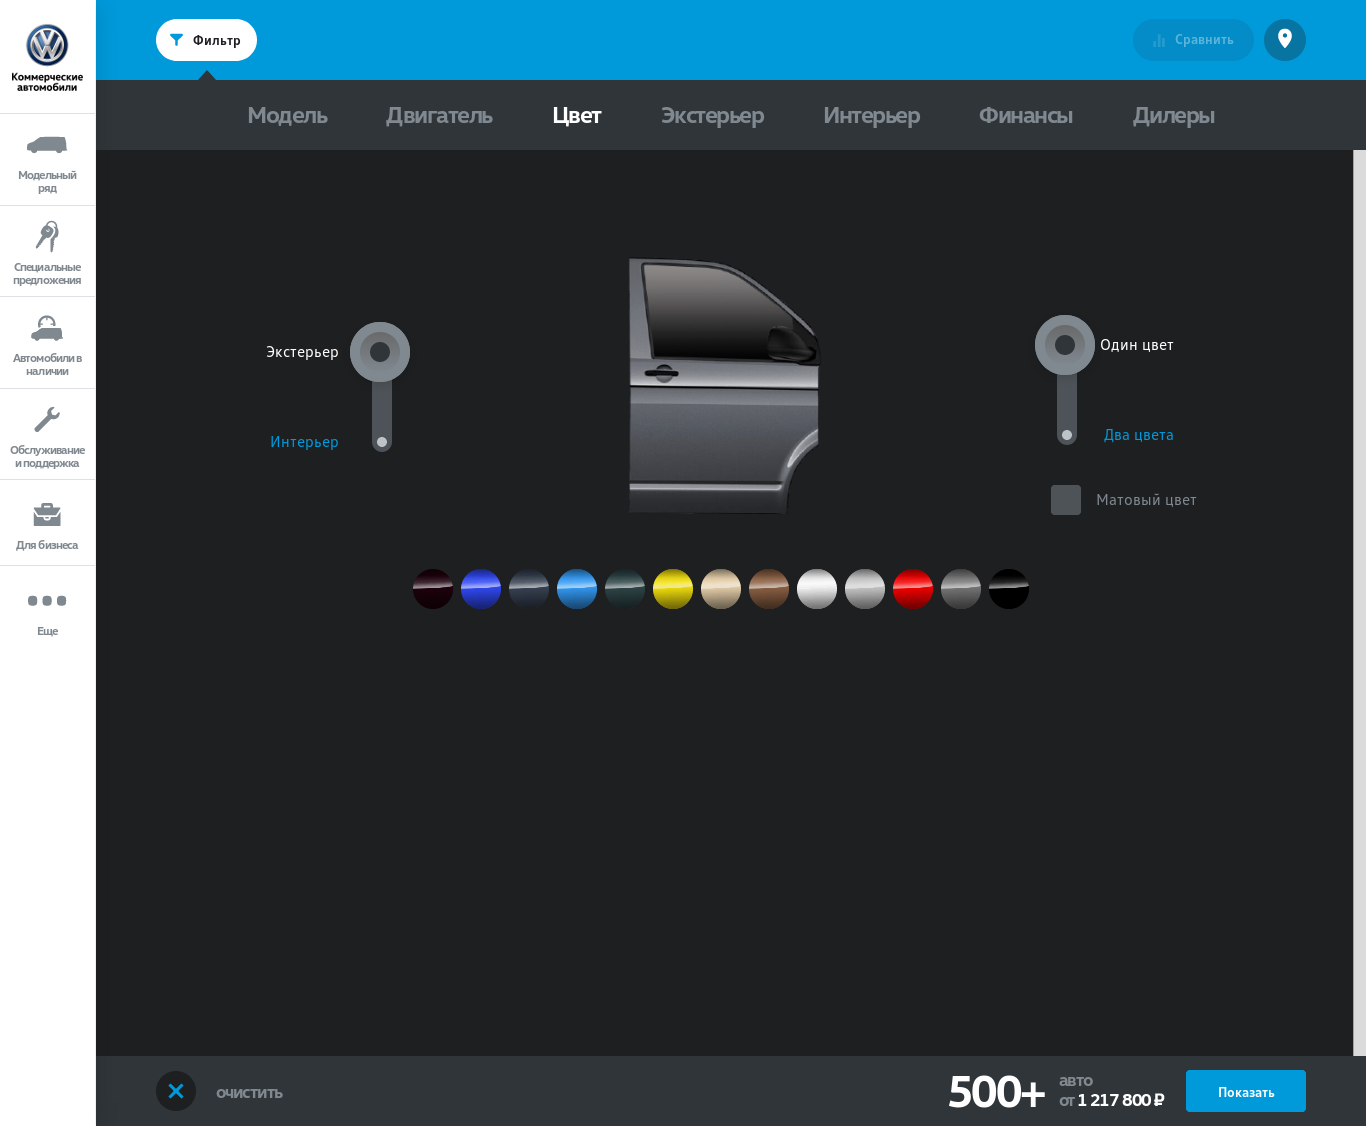 Коммерческие
автомобили
Модельный
ряд
Специальные
предложения
Автомобили в
наличии
Обслуживание
и поддержка
Для бизнеса
Еще
Фильтр
Сравнить
Модель
Двигатель
Цвет
Экстерьер
Интерьер
Финансы
Дилеры
Экстерьер
Интерьер
Один цвет
Два цвета
Матовый цвет
очистить
500+
авто
от 1 217 800 ₽
Показать